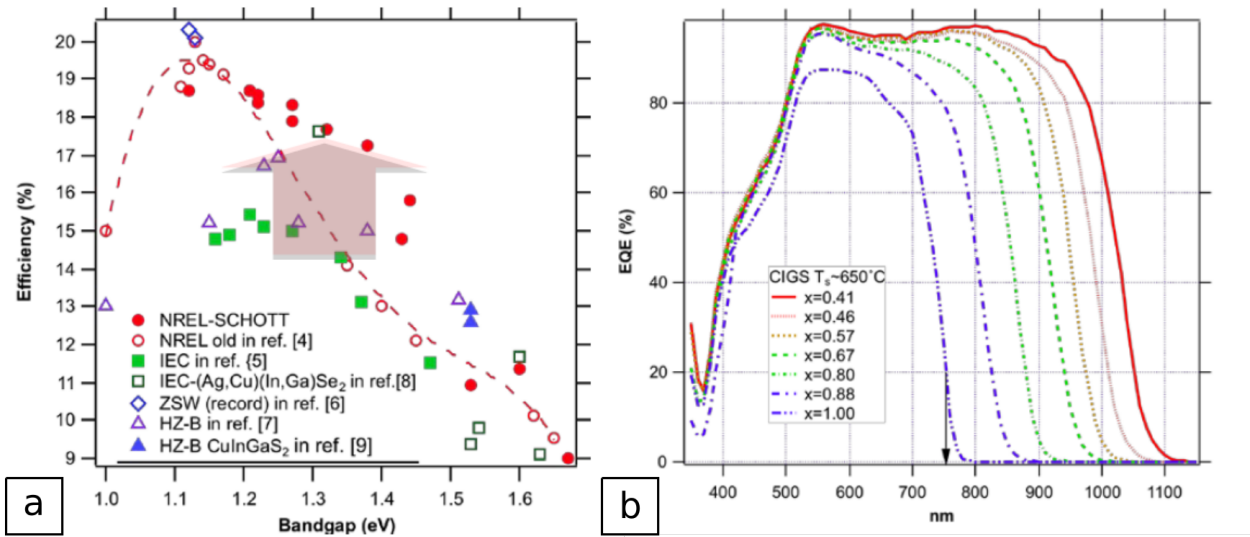 20
19
18
17
16
15
14
13
12
11
10
9
Efficiency (%)
NREL-SCHOTT
NREL old in ref. [4]
IEC in ref. {5]
IEC-(Ag,Cu)(In,Ga)Se₂ in ref.[8]
ZSW (record) in ref. [6]
HZ-B in ref. [7]
HZ-B CuInGaS₂ in ref. [9]
1.0 1.1 1.2 1.3 1.4 1.5 1.6
Bandgap (eV)
a
80
60
40
20
0
EQE (%)
CIGS Tₛ~650˚C
x=0.41
x=0.46
x=0.57
x=0.67
x=0.80
x=0.88
x=1.00
400 500 600 700 800 900 1000 1100
nm
b